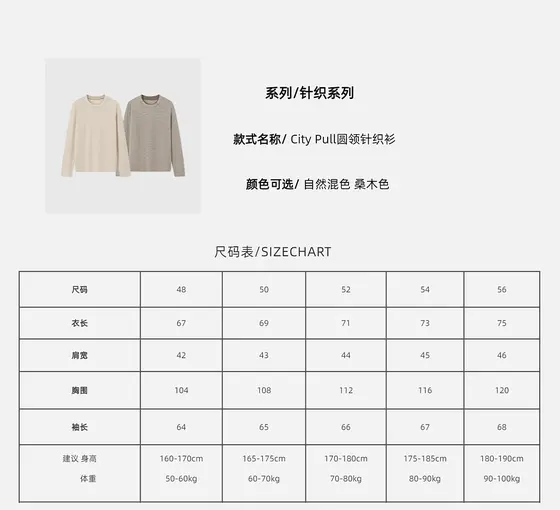 系列/针织系列
款式名称/ City Pull圆领针织衫
颜色可选/ 自然混色 桑木色
尺码表/SIZECHART
尺码 48 50 52 54 56
衣长 67 69 71 73 75
肩宽 42 43 44 45 46
胸围 104 108 112 116 120
袖长 64 65 66 67 68
建议 身高 160-170cm 165-175cm 170-180cm 175-185cm 180-190cm
体重 50-60kg 60-70kg 70-80kg 80-90kg 90-100kg